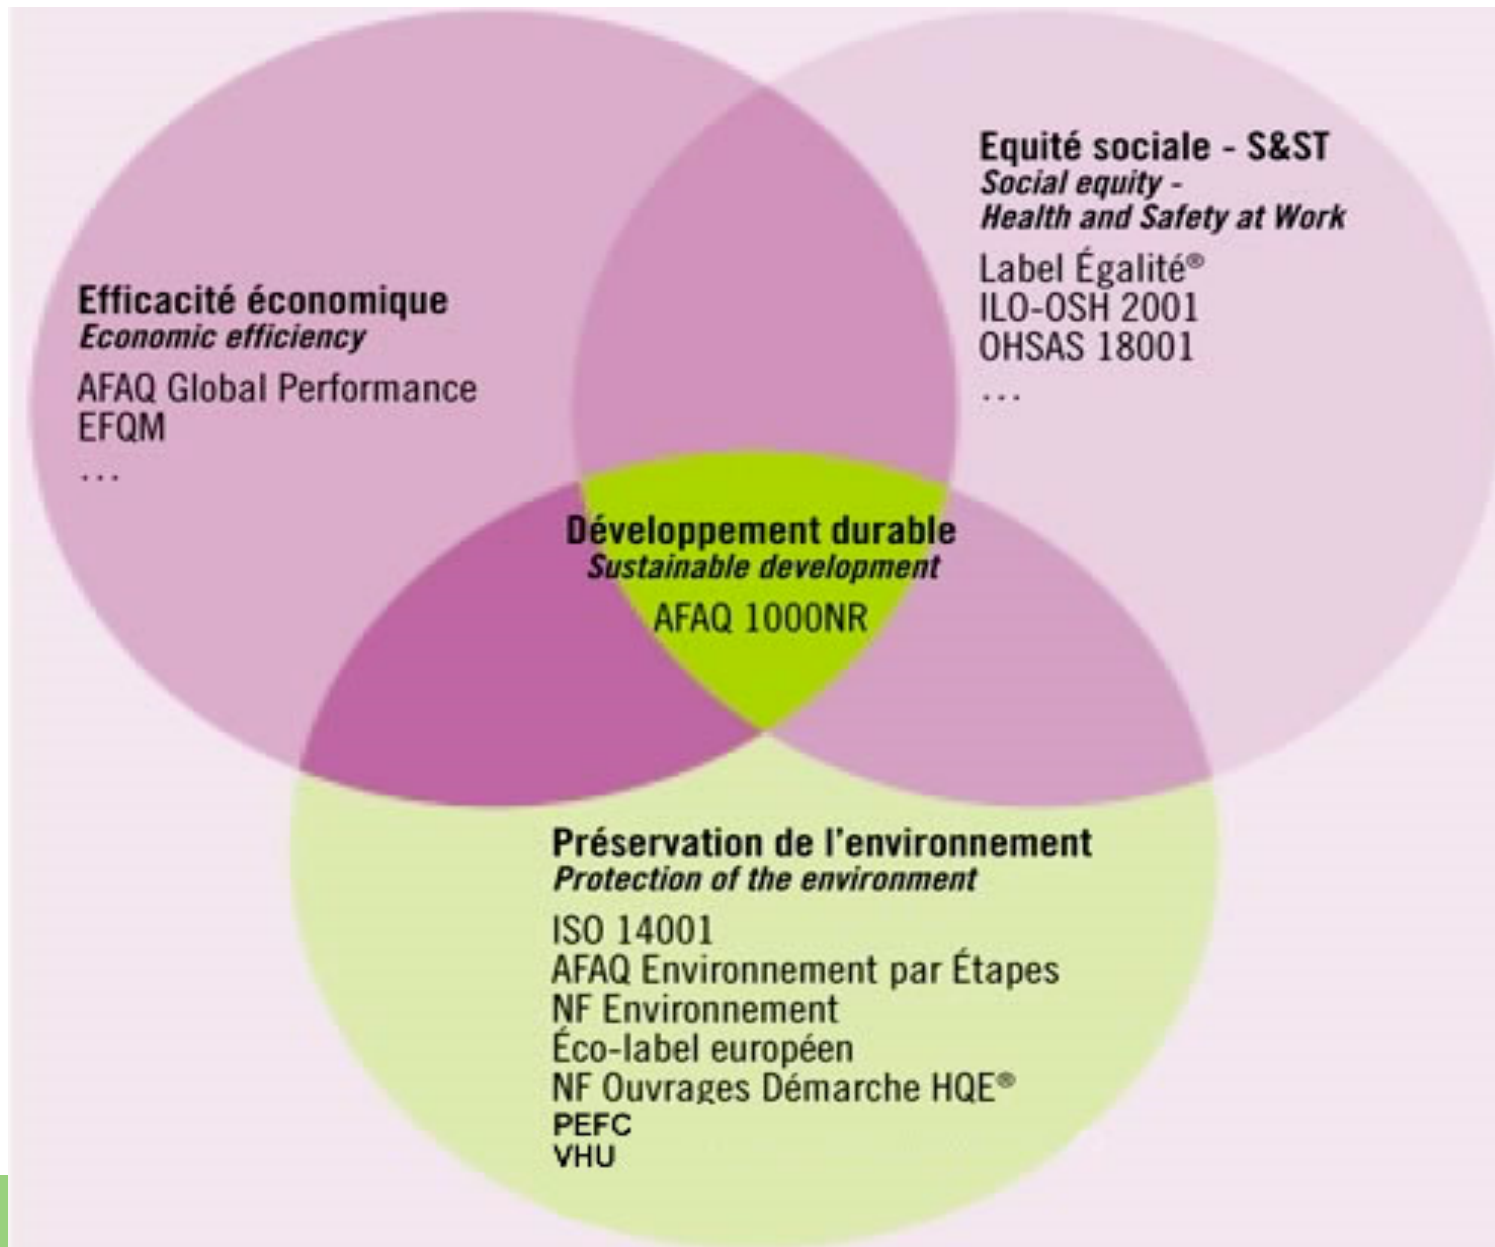 Efficacité économique
Economic efficiency
AFAQ Global Performance
EFQM
...
Equité sociale - S&ST
Social equity -
Health and Safety at Work
Label Égalité®
ILO-OSH 2001
OHSAS 18001
...
Développement durable
Sustainable development
AFAQ 1000NR
Préservation de l'environnement
Protection of the environment
ISO 14001
AFAQ Environnement par Étapes
NF Environnement
Éco-label européen
NF Ouvrages Démarche HQE®
PEFC
VHU